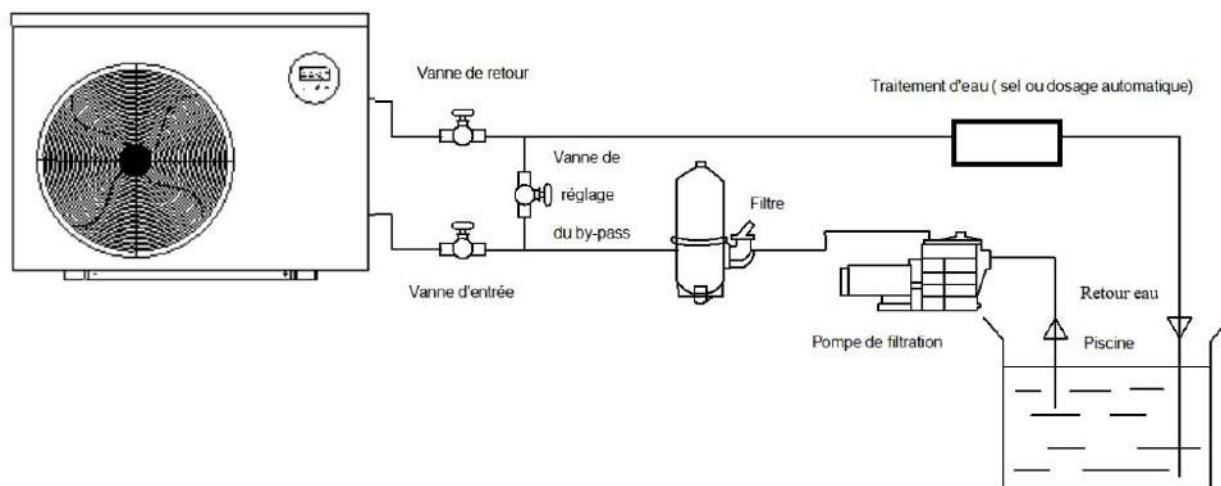 Vanne de retour
Traitement d'eau ( sel ou dosage automatique)
Vanne de
réglage
du by-pass
Filtre
Vanne d'entrée
Pompe de filtration
Retour eau
Piscine